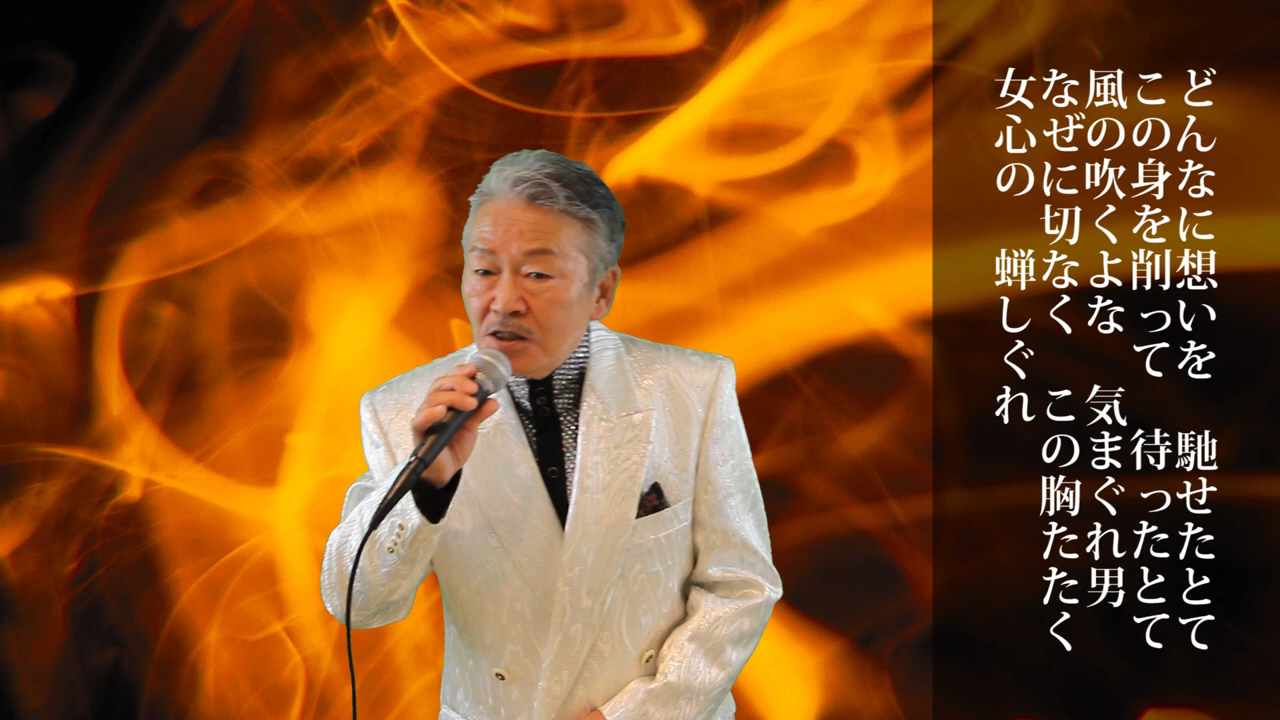 どんなに想いを　馳せたとて
この身を削って　待ったとて
風の吹くよな　気まぐれ男
なぜに切なく　この胸たたく
女心の　蝉しぐれ